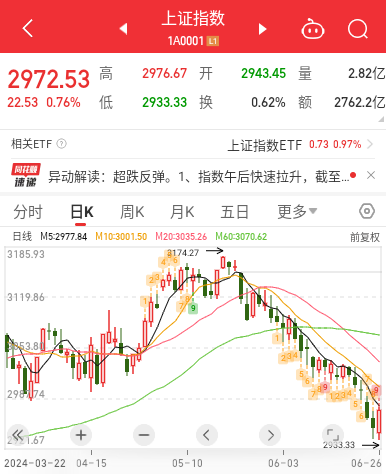 上证指数
1A0001 L1
2972.53 高 2976.67 开 2943.45 量 2.82亿
22.53 0.76% 低 2933.33 换 0.62% 额 2762.2亿
相关ETF ? 上证指数ETF 0.73 0.97%
同花顺
速递 异动解读：超跌反弹。1、指数午后快速拉升，截至...
分时 日K 周K 月K 五日 更多
日线 M5:2977.84 M10:3001.50 M20:3035.26 M60:3070.62 前复权
3185.93
3174.27
3119.86
2933.33
2024-03-22 04-15 05-10 06-03 06-26